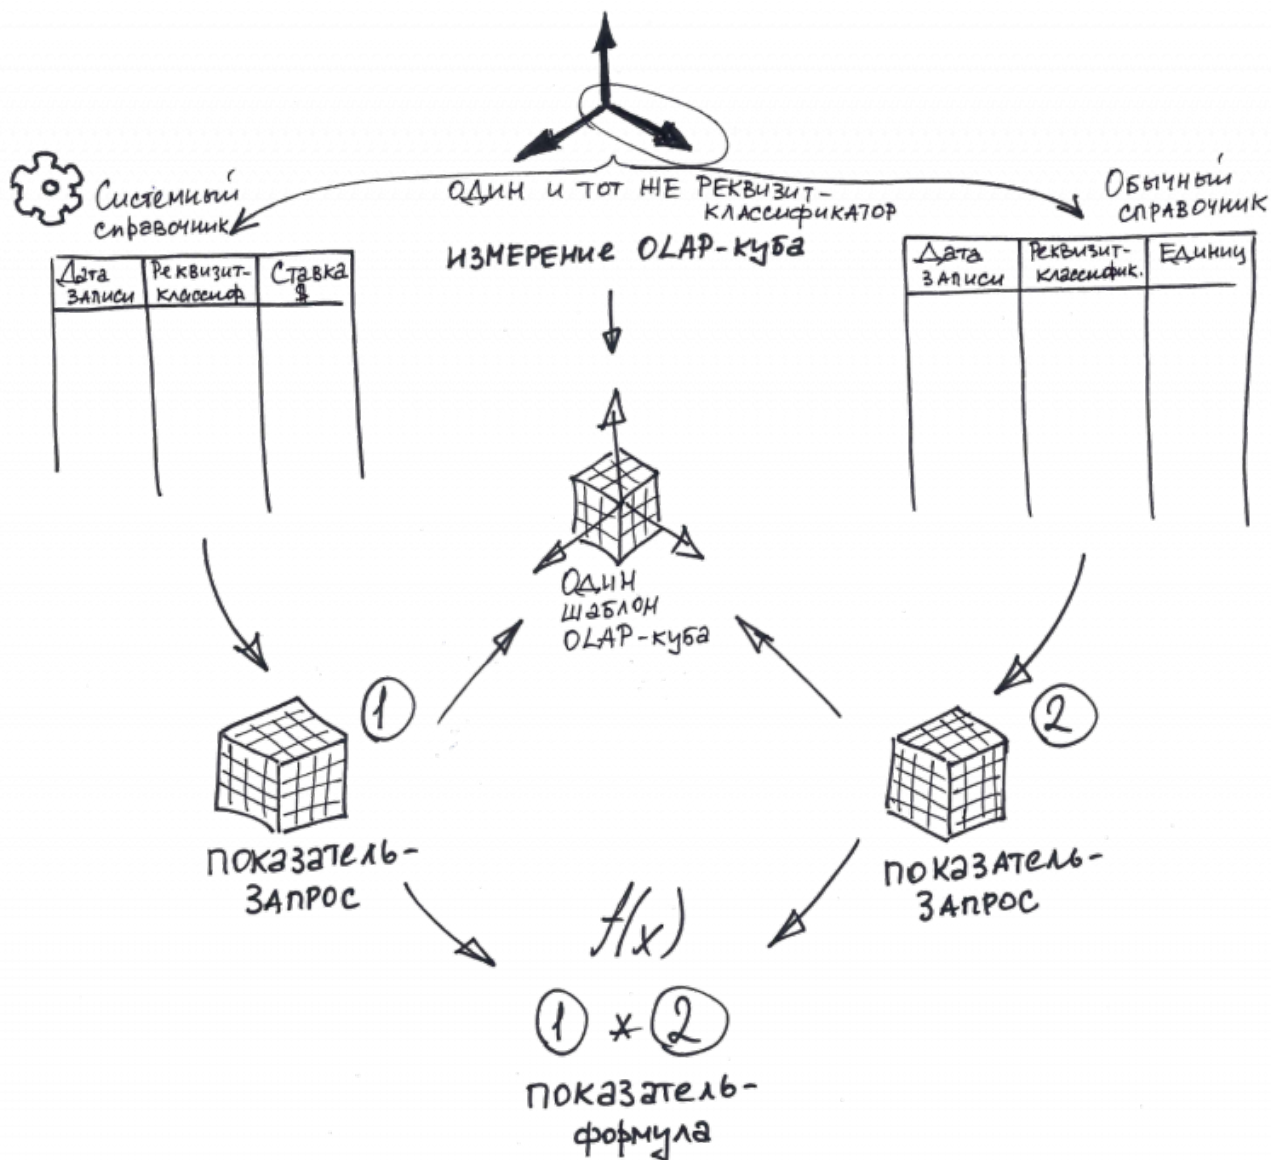 Системный
справочник
ОДИН И ТОТ ЖЕ РЕКВИЗИТ-
КЛАССИФИКАТОР
ИЗМЕРЕНИЕ OLAP-куба
Обычный
СПРАВОЧНИК
Дата
ЗАПИСИ
Реквизит-
классиф
Ставка
$
Дата
ЗАПИСИ
Реквизит-
классифик.
Единиц
Один
шаблон
OLAP-куба
1
2
показатель-
ЗАПРОС
показатель-
ЗАПРОС
f(x)
1 * 2
показатель-
формула